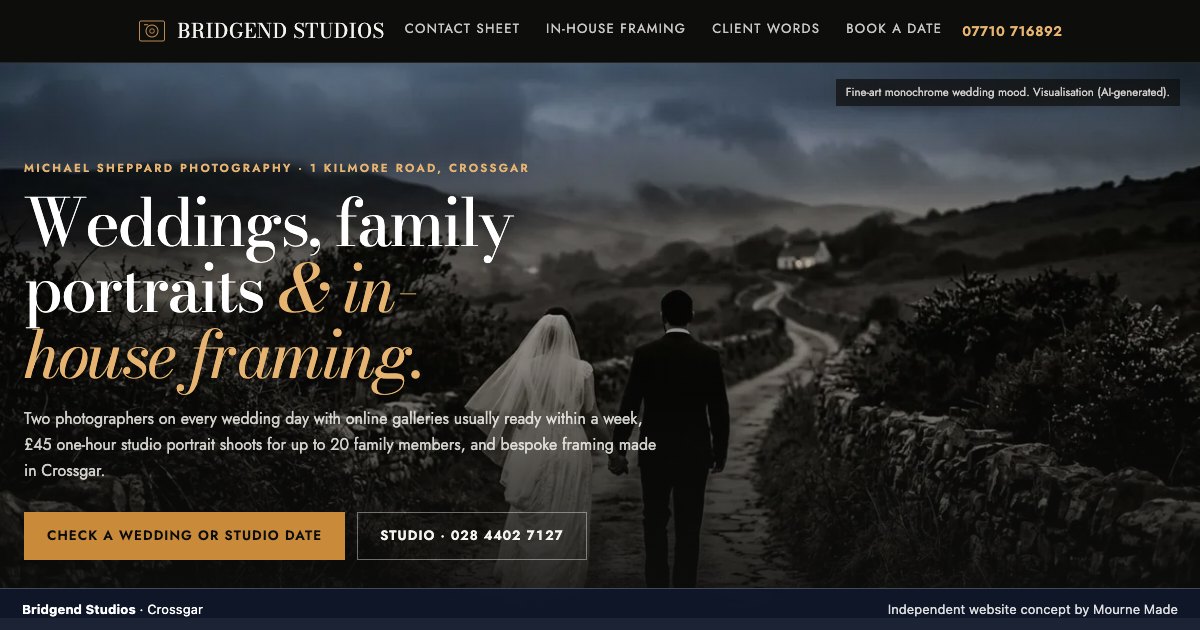 BRIDGEND STUDIOS CONTACT SHEET IN-HOUSE FRAMING CLIENT WORDS BOOK A DATE 07710 716892
Fine-art monochrome wedding mood. Visualisation (AI-generated).
MICHAEL SHEPPARD PHOTOGRAPHY · 1 KILMORE ROAD, CROSSGAR
Weddings, family
portraits & in-
house framing.
Two photographers on every wedding day with online galleries usually ready within a week,
£45 one-hour studio portrait shoots for up to 20 family members, and bespoke framing made
in Crossgar.
CHECK A WEDDING OR STUDIO DATE
STUDIO · 028 4402 7127
Bridgend Studios · Crossgar
Independent website concept by Mourne Made